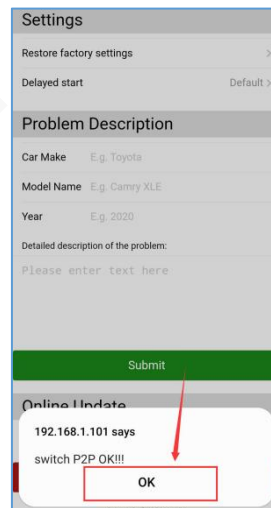 Settings
Restore factory settings >
Delayed start Default >
Problem Description
Car Make E.g. Toyota
Model Name E.g. Camry XLE
Year E.g. 2020
Detailed description of the problem:
Please enter text here
Submit
Online Update
192.168.1.101 says
switch P2P OK!!!
OK